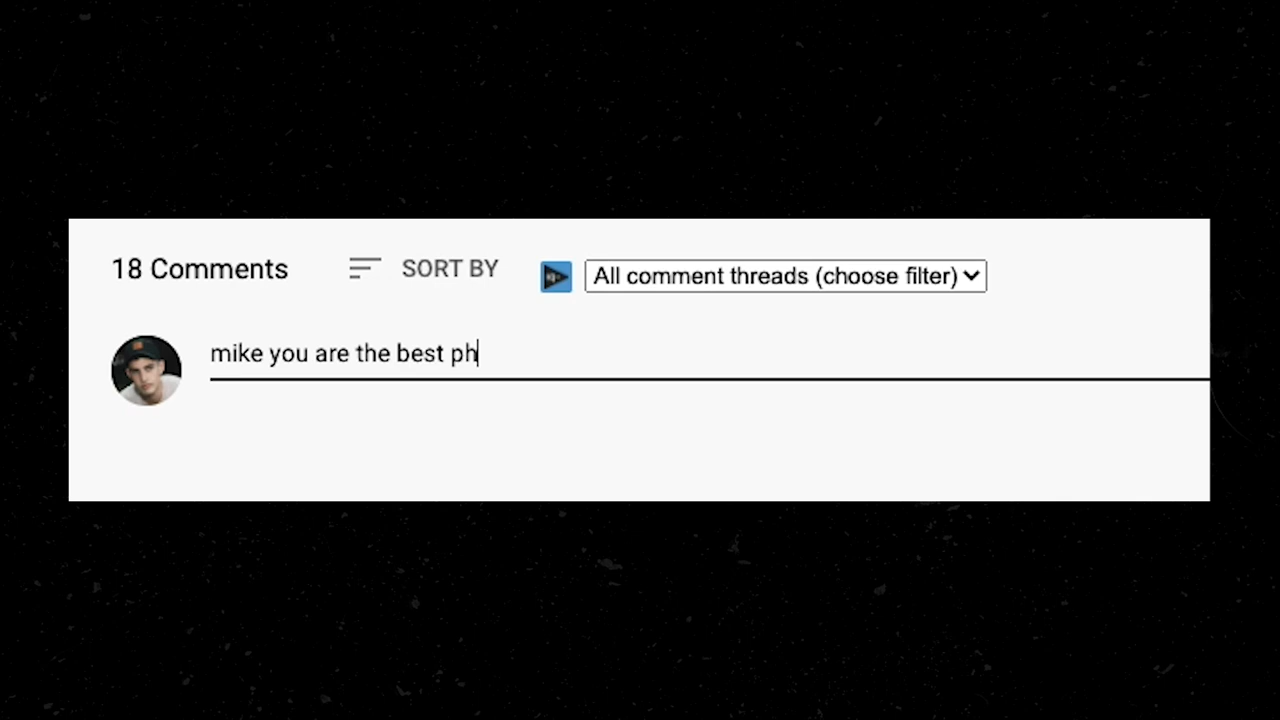 18 Comments SORT BY All comment threads (choose filter)
mike you are the best ph